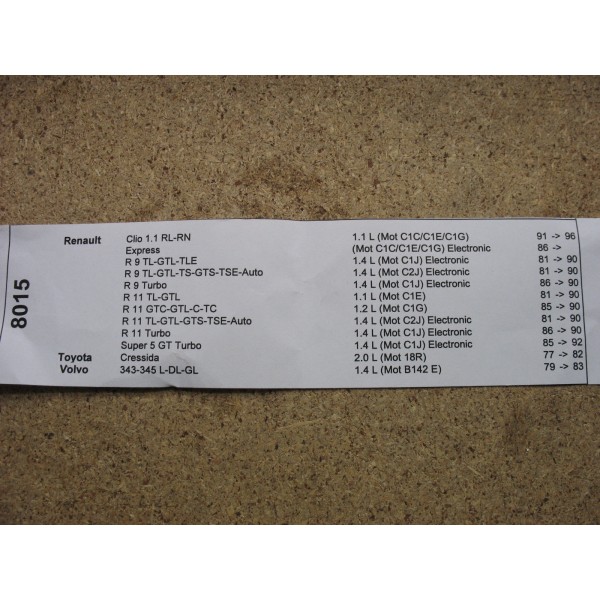 8015
Renault Clio 1.1 RL-RN 1.1 L (Mot C1C/C1E/C1G) 91 -> 96
Express (Mot C1C/C1E/C1G) Electronic 86 ->
R 9 TL-GTL-TLE 1.4 L (Mot C1J) Electronic 81 -> 90
R 9 TL-GTL-TS-GTS-TSE-Auto 1.4 L (Mot C2J) Electronic 81 -> 90
R 9 Turbo 1.4 L (Mot C1J) Electronic 86 -> 90
R 11 TL-GTL 1.1 L (Mot C1E) 81 -> 90
R 11 GTC-GTL-C-TC 1.2 L (Mot C1G) 85 -> 90
R 11 TL-GTL-GTS-TSE-Auto 1.4 L (Mot C2J) Electronic 81 -> 90
R 11 Turbo 1.4 L (Mot C1J) Electronic 86 -> 90
Super 5 GT Turbo 1.4 L (Mot C1J) Electronic 85 -> 92
Toyota Cressida 2.0 L (Mot 18R) 77 -> 82
Volvo 343-345 L-DL-GL 1.4 L (Mot B142 E) 79 -> 83